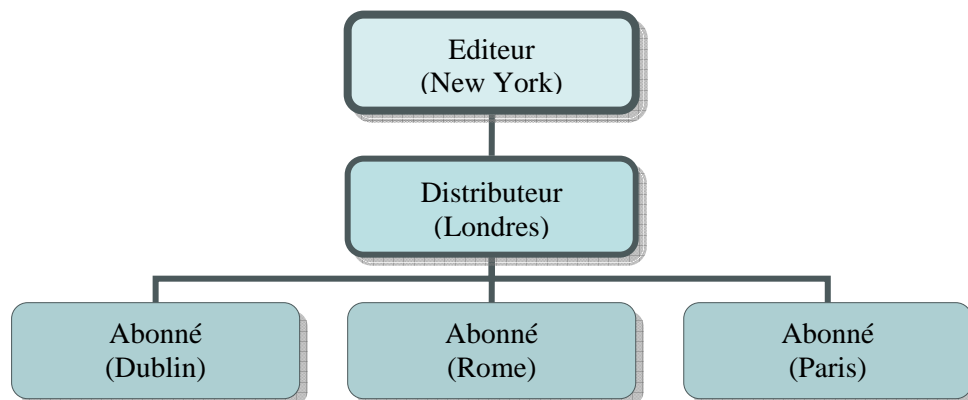 Editeur
(New York)
Distributeur
(Londres)
Abonné
(Dublin)
Abonné
(Rome)
Abonné
(Paris)